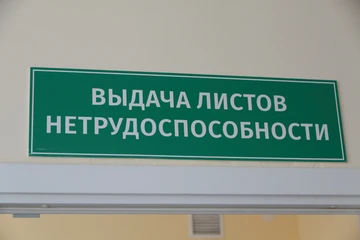 ВЫДАЧА ЛИСТОВ
НЕТРУДОСПОСОБНОСТИ